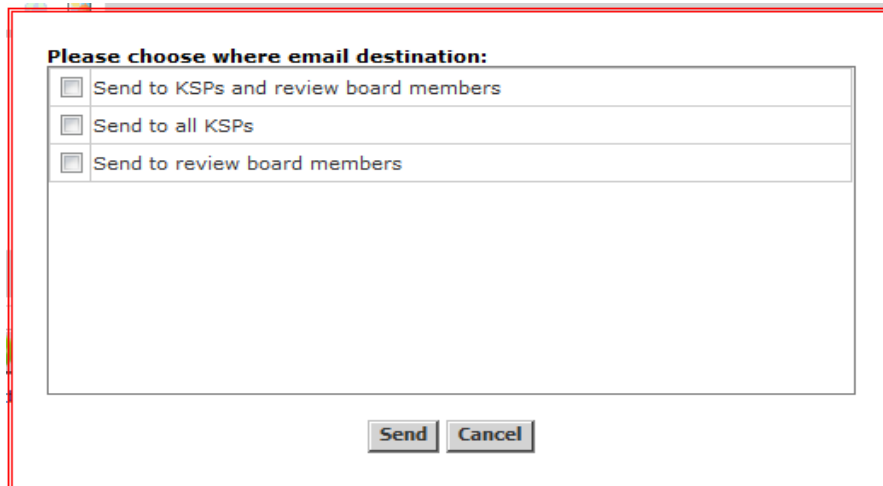 Please choose where email destination:
Send to KSPs and review board members
Send to all KSPs
Send to review board members
Send Cancel